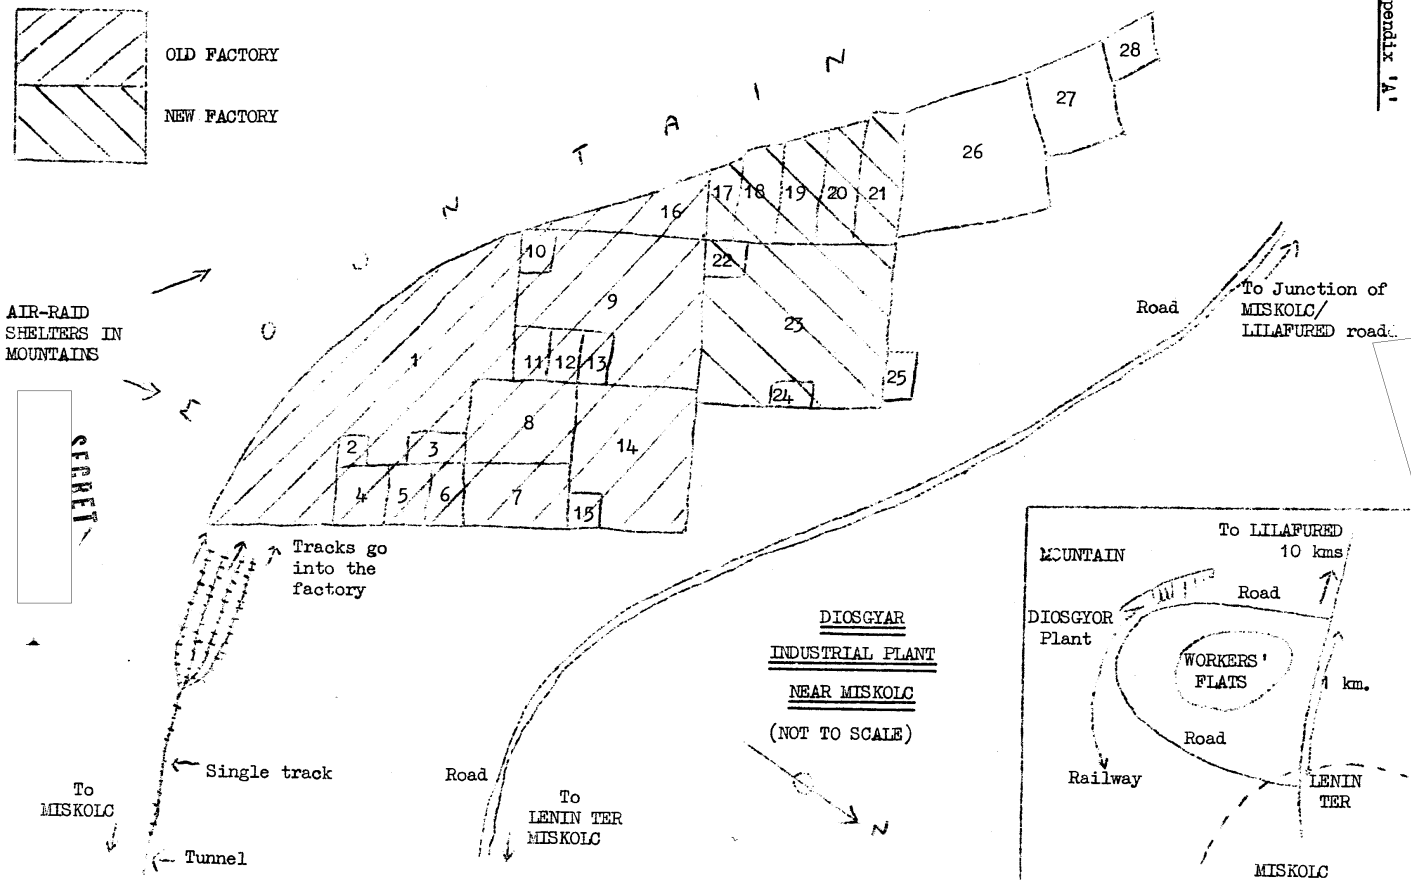 OLD FACTORY
NEW FACTORY
pendix 'A'
M O U N T A I N
28
27
26
17 18 19 20 21
16
10
22
9
23
1
11 12 13
25
24
8
2
3
14
4 5 6 7
15
AIR-RAID
SHELTERS IN
MOUNTAINS
SECRET
Road
To Junction of
MISKOLC/
LILAFURED road
Tracks go
into the
factory
Single track
To
MISKOLC
Tunnel
Road
To
LENIN TER
MISKOLC
DIOSGYAR
INDUSTRIAL PLANT
NEAR MISKOLC
(NOT TO SCALE)
N
To LILAFURED
10 kms
MOUNTAIN
Road
DIOSGYOR
Plant
WORKERS'
FLATS
1 km.
Road
Railway
LENIN
TER
MISKOLC